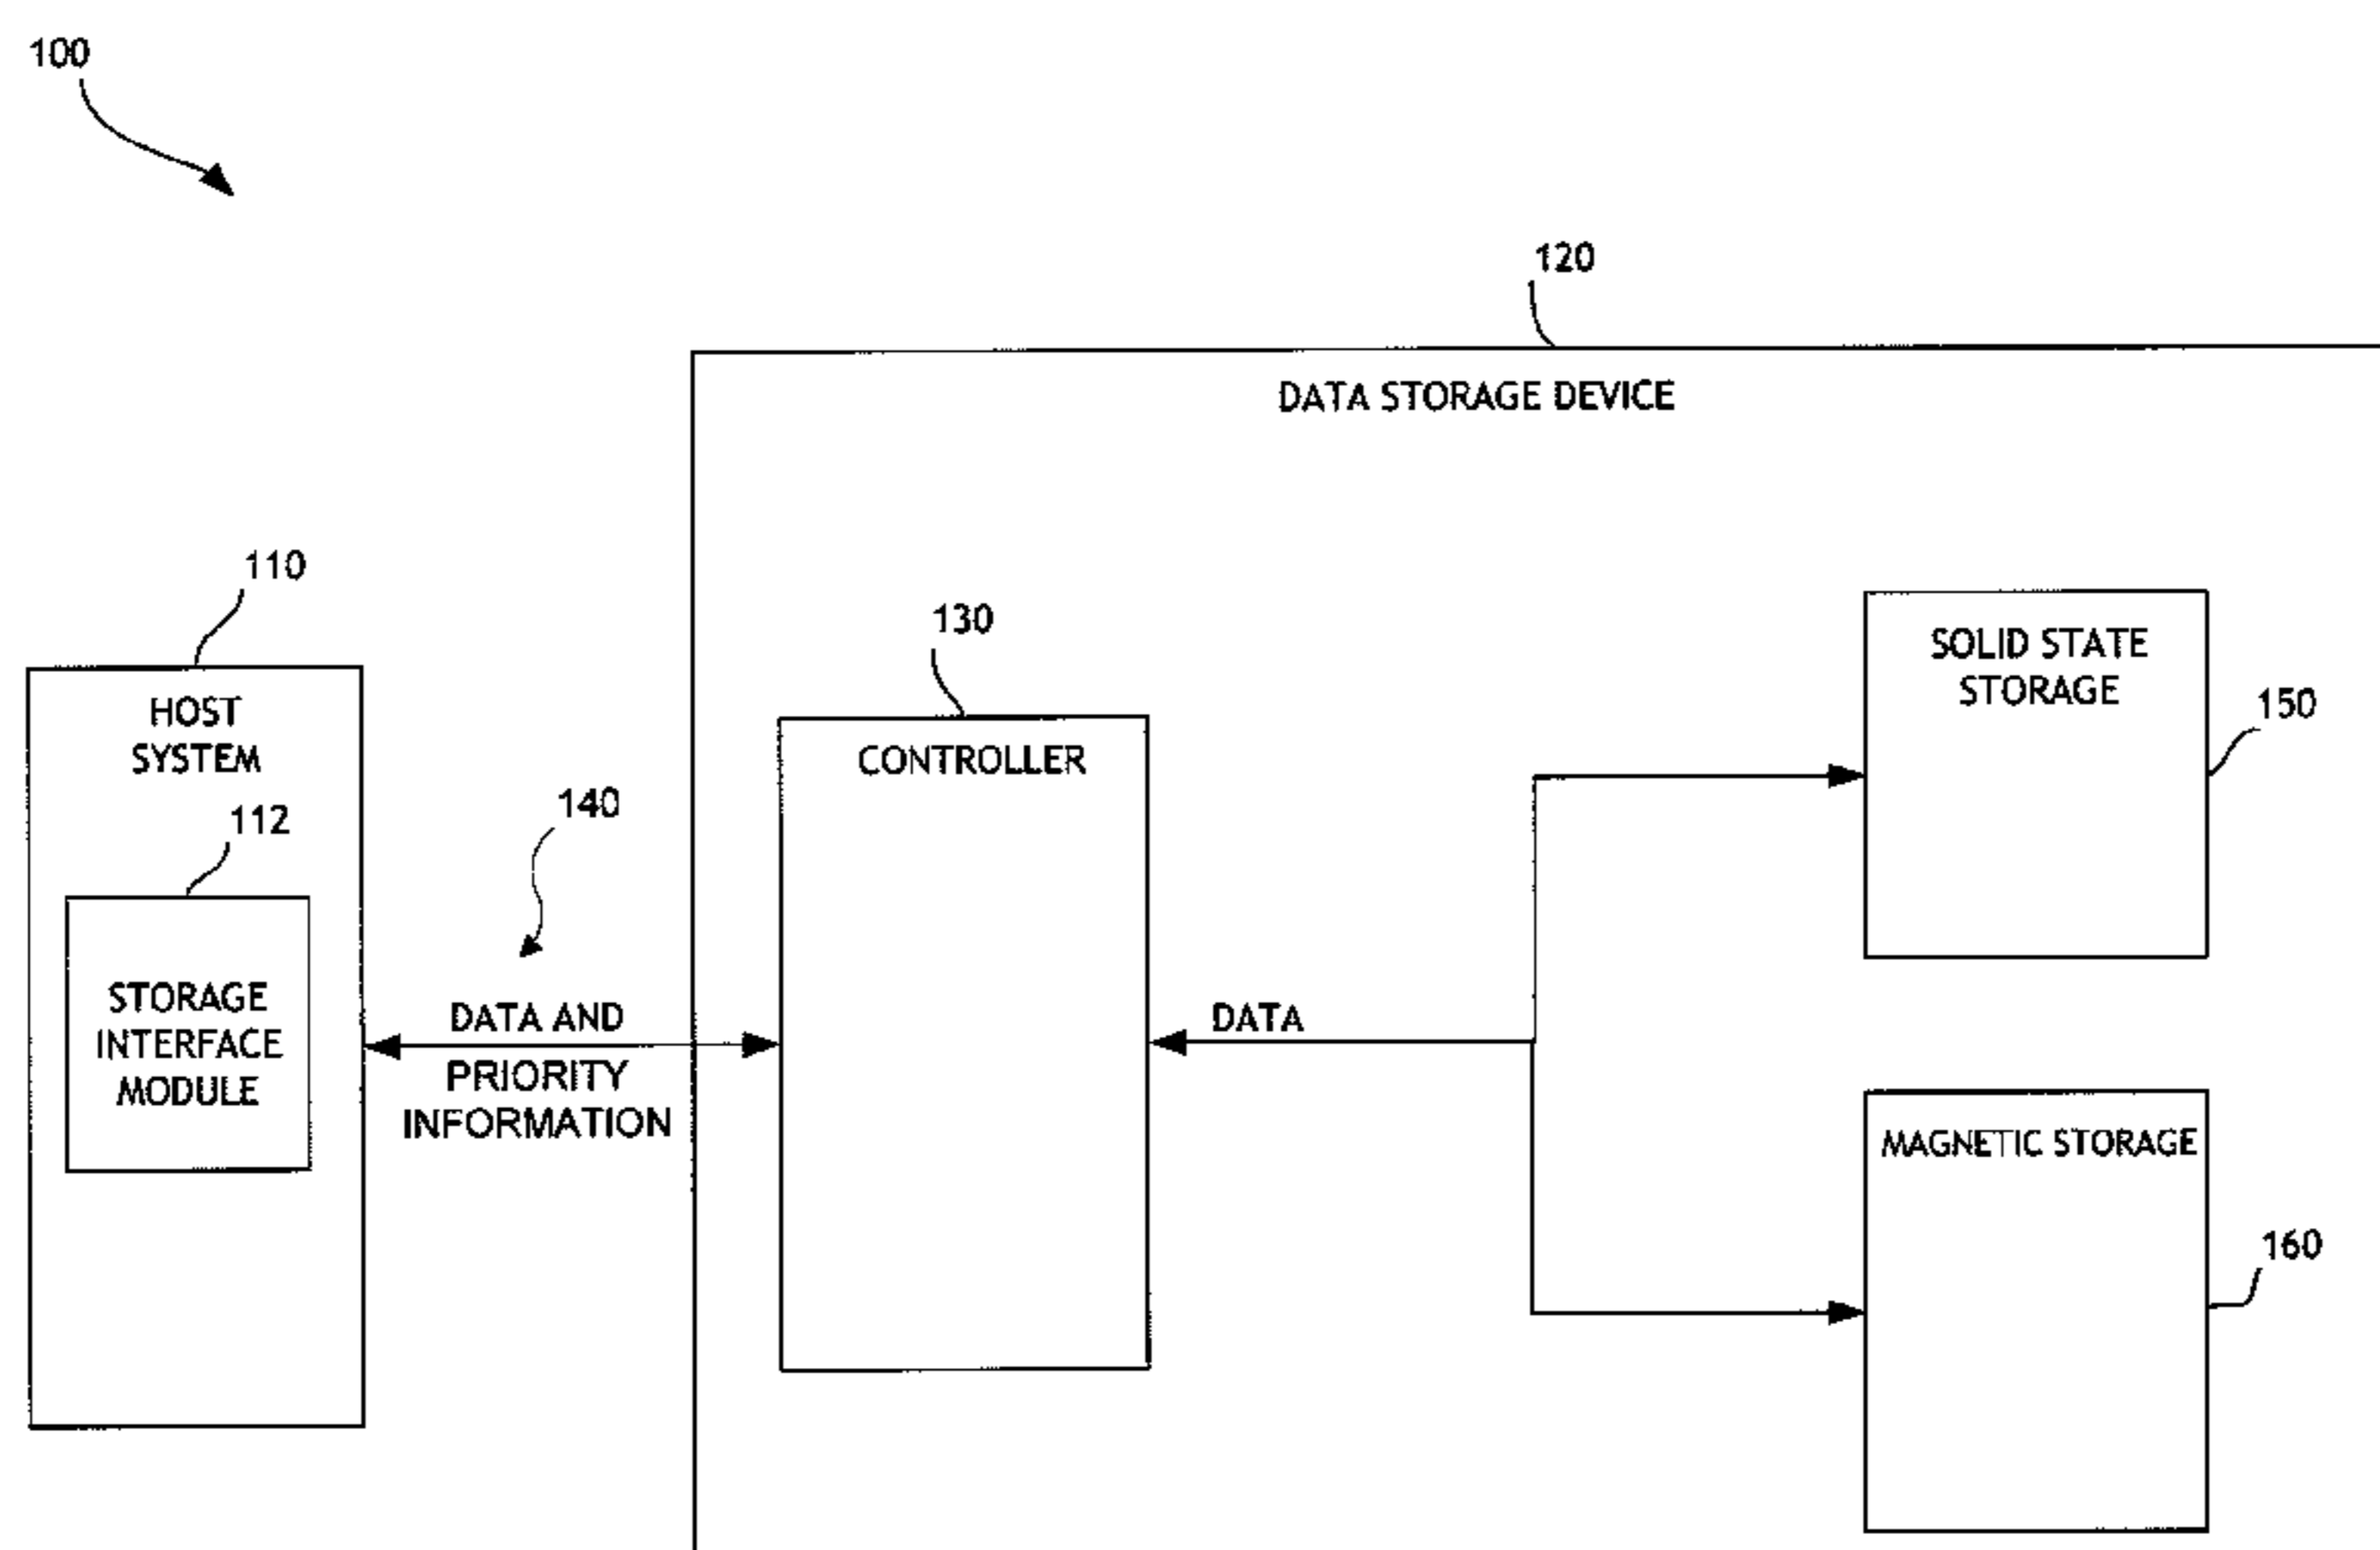 100
120
DATA STORAGE DEVICE
110
HOST
SYSTEM
112
STORAGE
INTERFACE
MODULE
140
DATA AND
PRIORITY
INFORMATION
130
CONTROLLER
DATA
SOLID STATE
STORAGE
150
MAGNETIC STORAGE
160